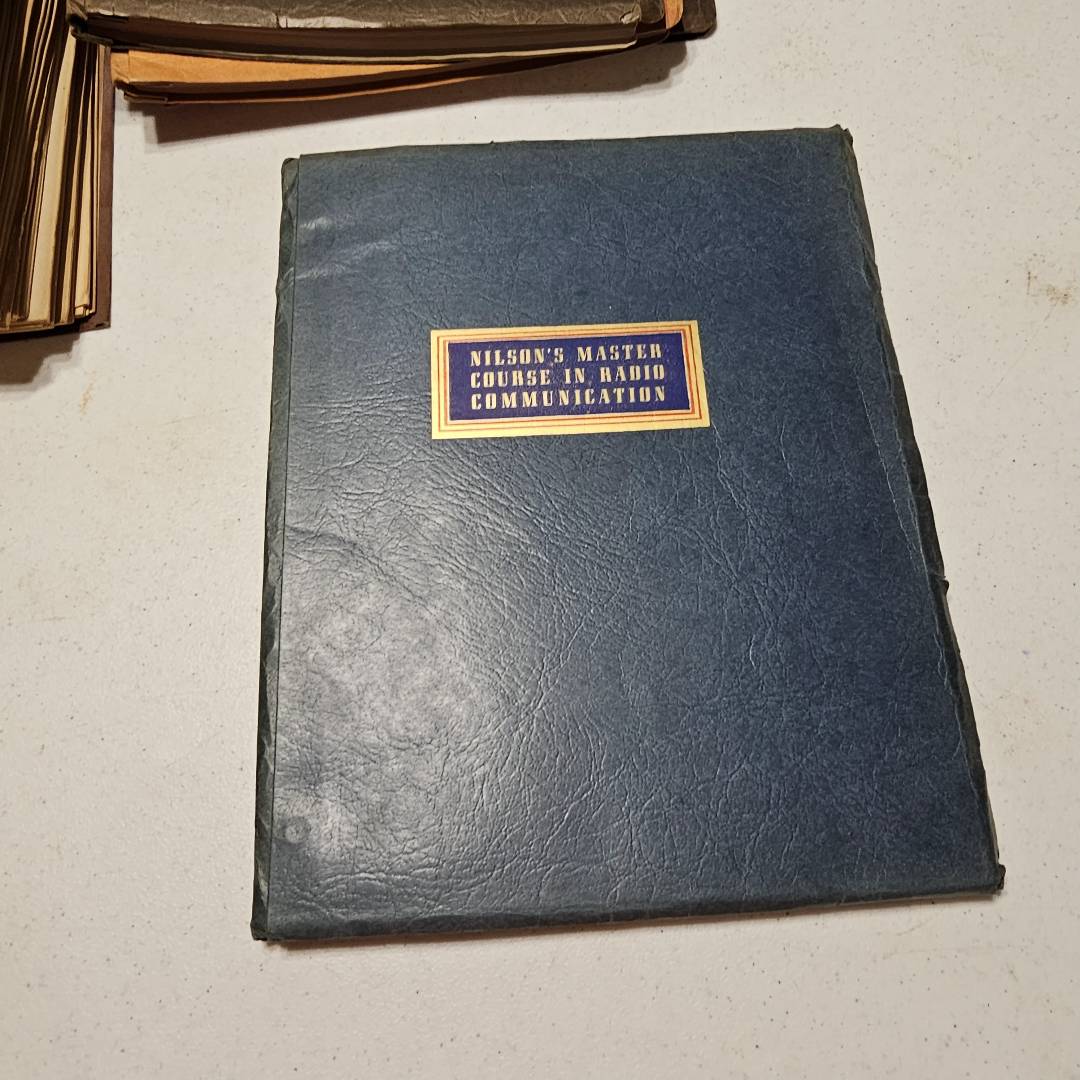 NILSON'S MASTER
COURSE IN RADIO
COMMUNICATION